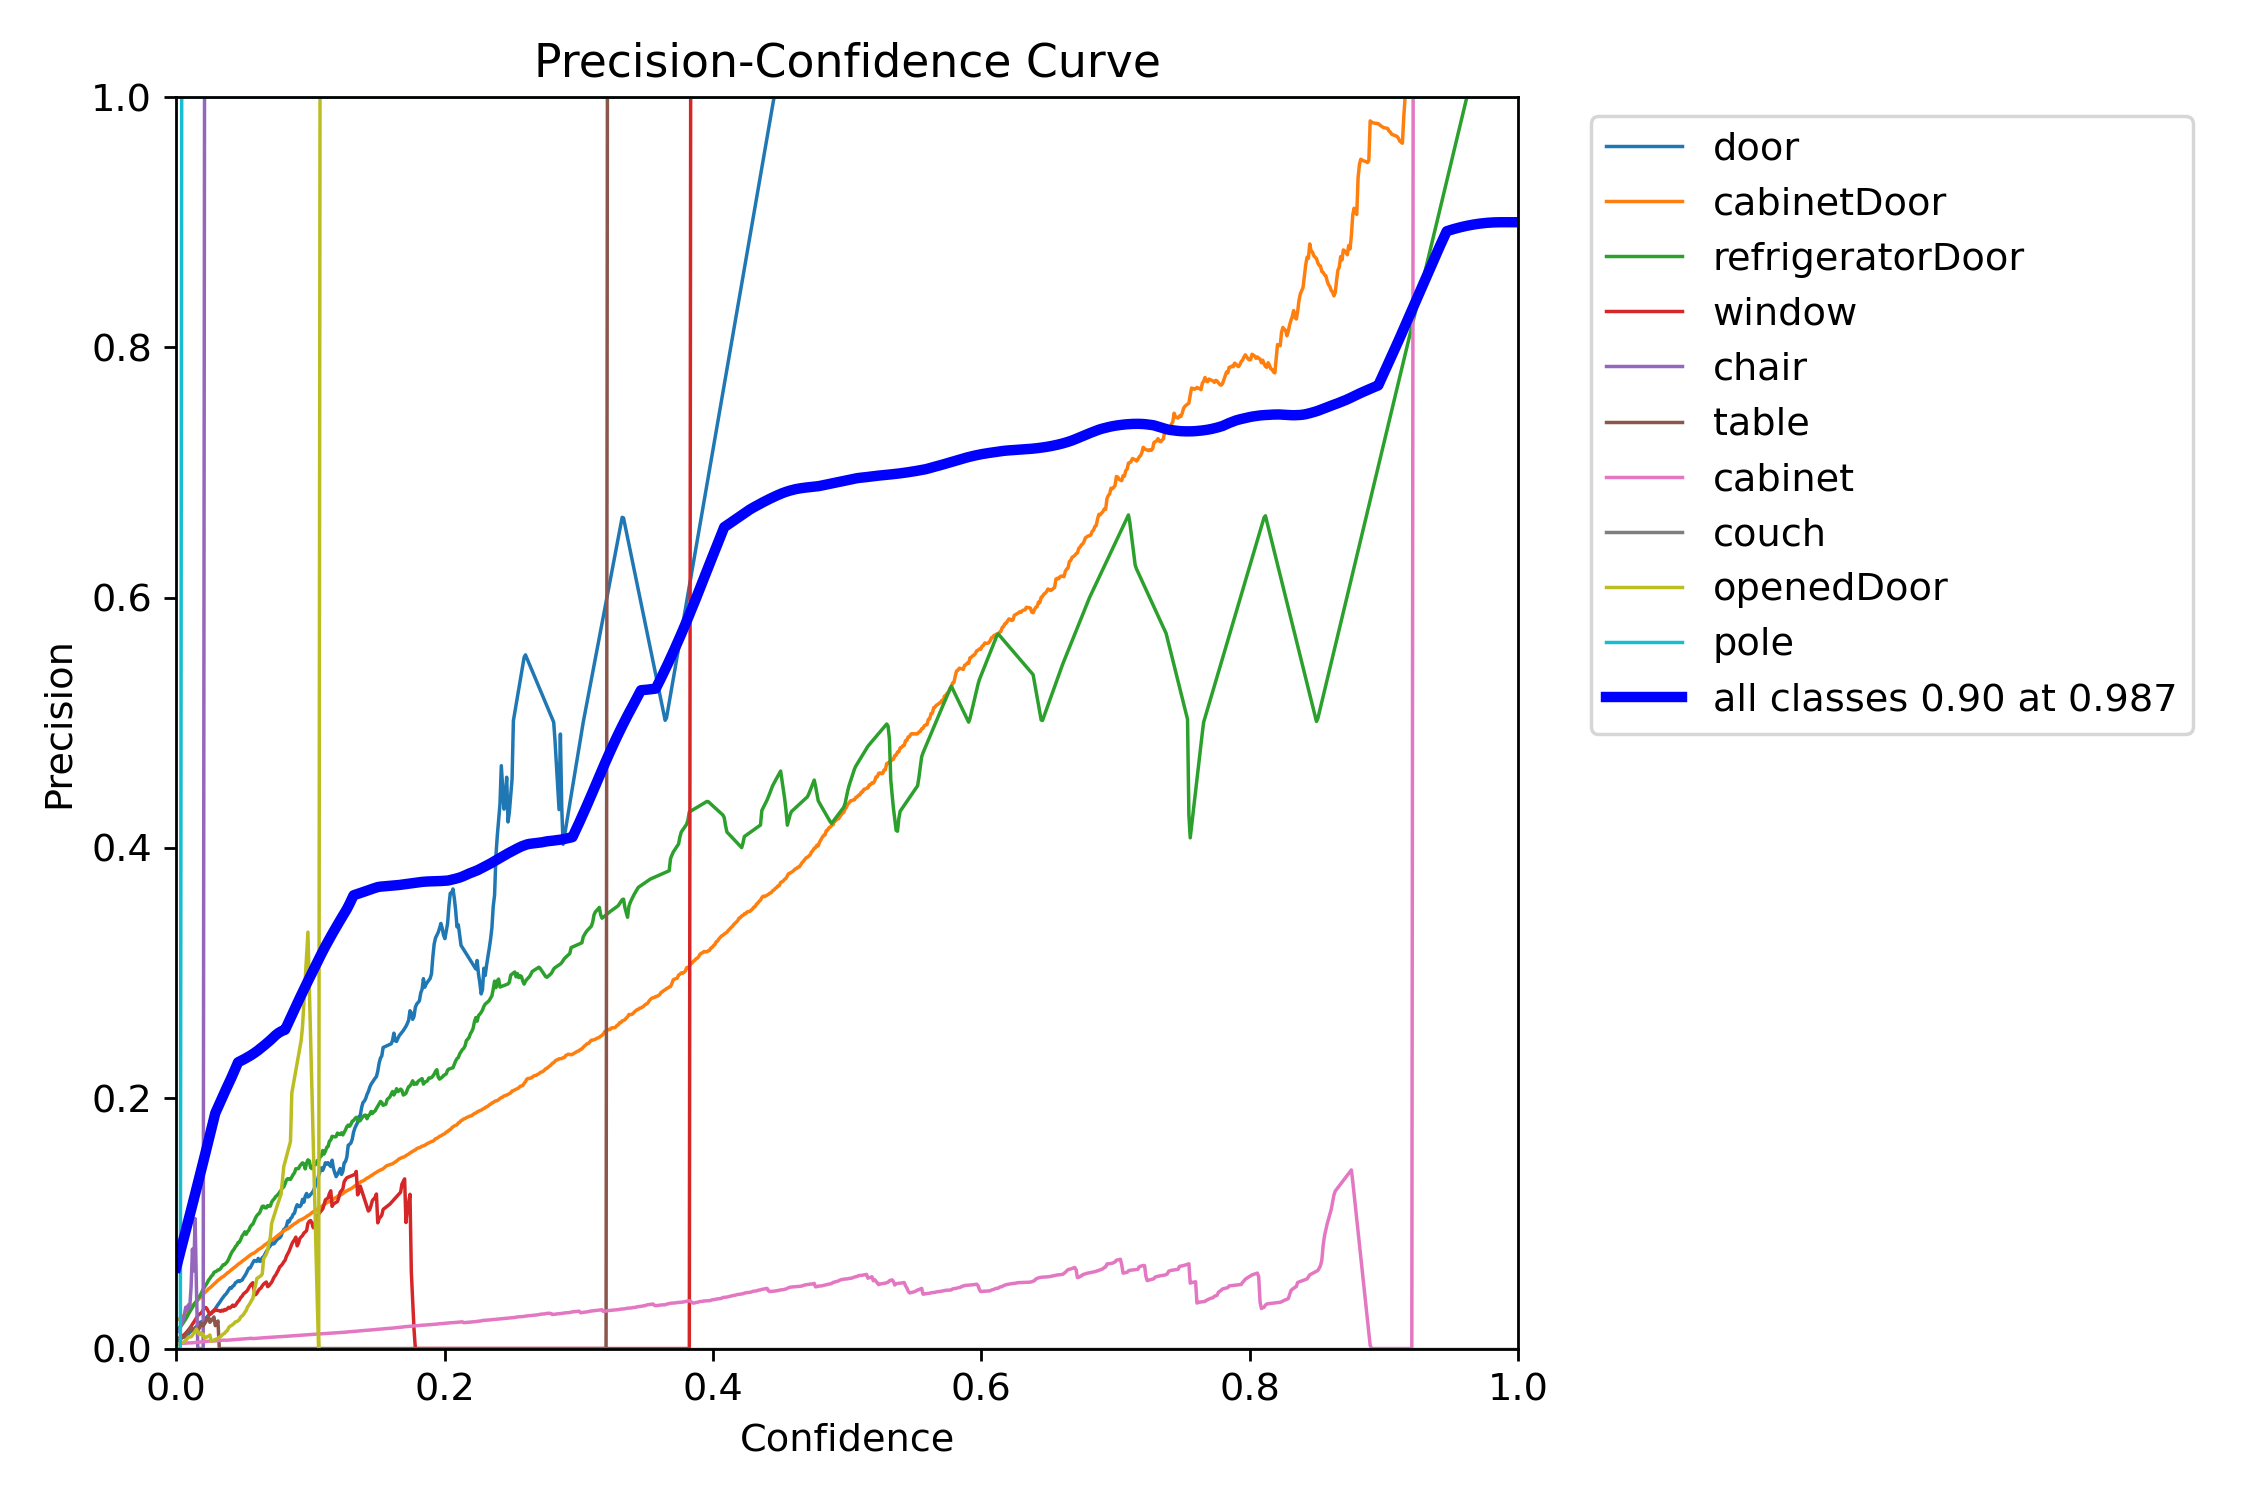 Precision-Confidence Curve
1.0
0.8
0.6
0.4
0.2
0.0
Precision
0.0 0.2 0.4 0.6 0.8 1.0
Confidence
door
cabinetDoor
refrigeratorDoor
window
chair
table
cabinet
couch
openedDoor
pole
all classes 0.90 at 0.987